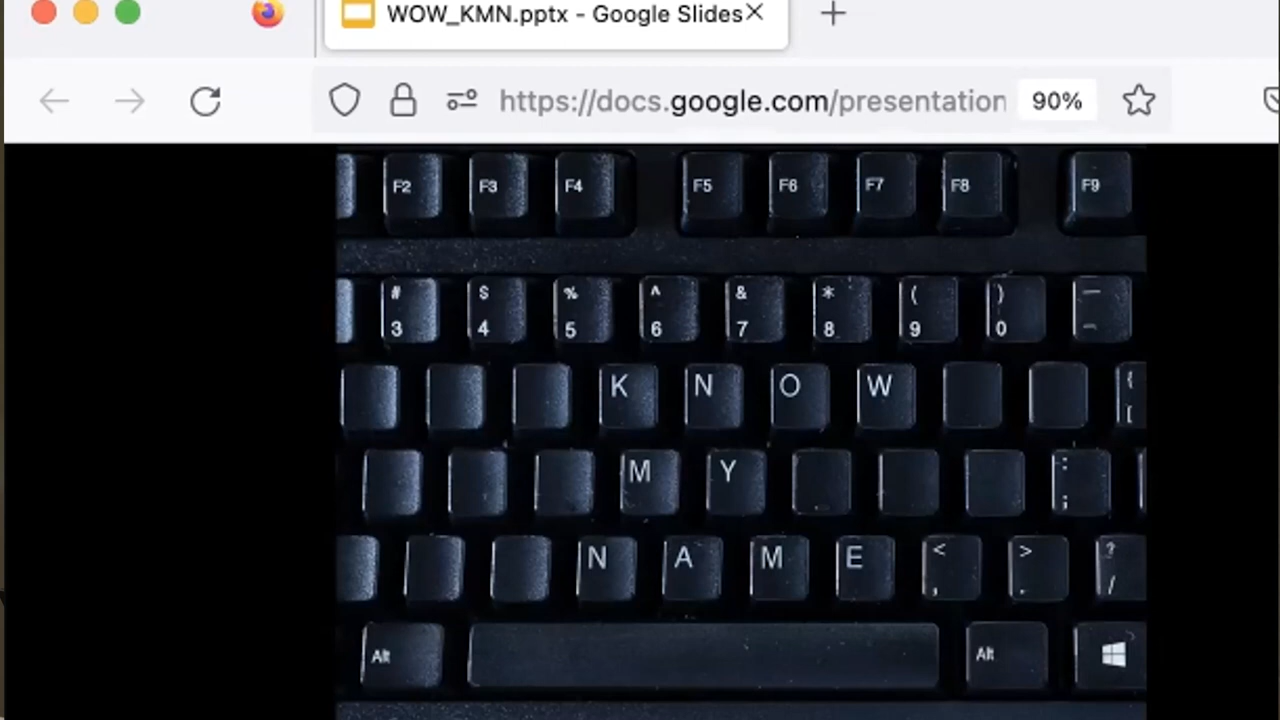 WOW_KMN.pptx - Google Slides
https://docs.google.com/presentation 90%
F2 F3 F4 F5 F6 F7 F8 F9
# $ % ^ & * ( ) —
3 4 5 6 7 8 9 0 -
K N O W {
[
M Y :
;
N A M E < > ?
, . /
Alt Alt